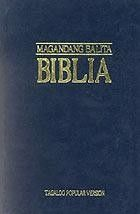 MAGANDANG BALITA
BIBLIA
TAGALOG POPULAR VERSION